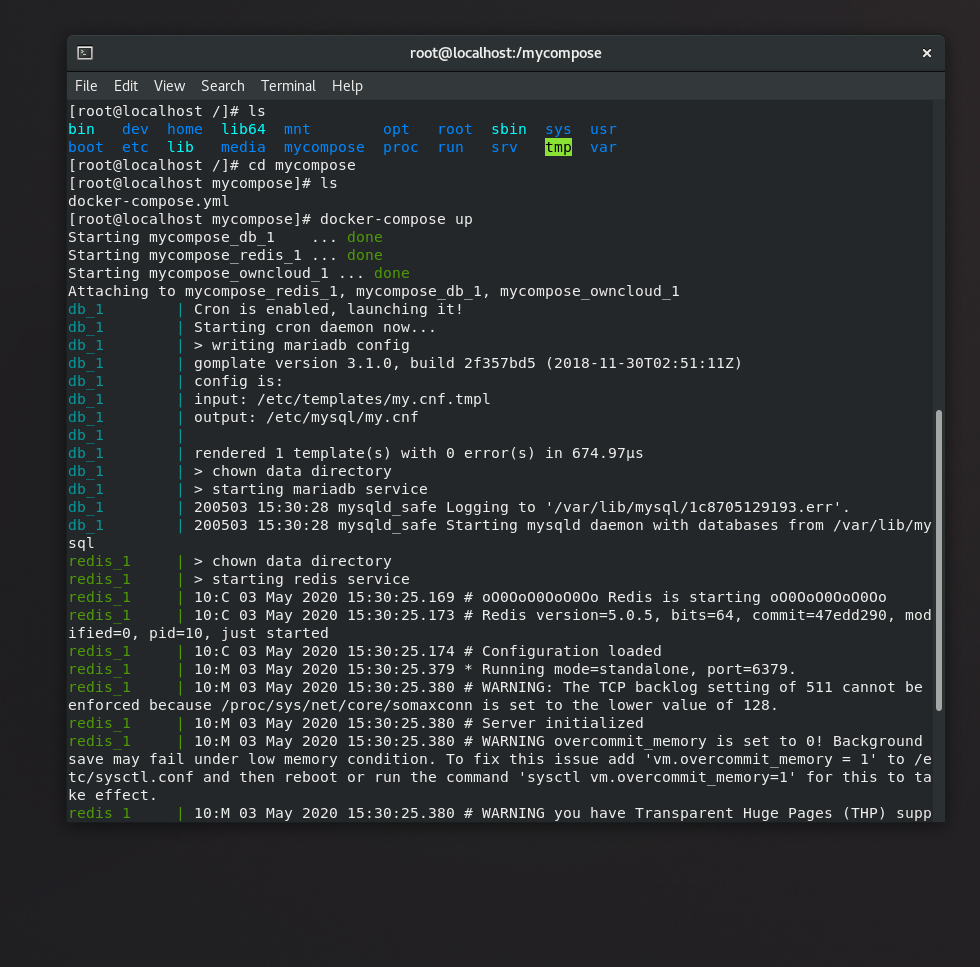 root@localhost:/mycompose
File Edit View Search Terminal Help
[root@localhost /]# ls
bin   dev  home  lib64  mnt        opt   root  sbin  sys  usr
boot  etc  lib   media  mycompose  proc  run   srv   tmp  var
[root@localhost /]# cd mycompose
[root@localhost mycompose]# ls
docker-compose.yml
[root@localhost mycompose]# docker-compose up
Starting mycompose_db_1    ... done
Starting mycompose_redis_1 ... done
Starting mycompose_owncloud_1 ... done
Attaching to mycompose_redis_1, mycompose_db_1, mycompose_owncloud_1
db_1        | Cron is enabled, launching it!
db_1        | Starting cron daemon now...
db_1        | > writing mariadb config
db_1        | gomplate version 3.1.0, build 2f357bd5 (2018-11-30T02:51:11Z)
db_1        | config is:
db_1        | input: /etc/templates/my.cnf.tmpl
db_1        | output: /etc/mysql/my.cnf
db_1        |
db_1        | rendered 1 template(s) with 0 error(s) in 674.97µs
db_1        | > chown data directory
db_1        | > starting mariadb service
db_1        | 200503 15:30:28 mysqld_safe Logging to '/var/lib/mysql/1c8705129193.err'.
db_1        | 200503 15:30:28 mysqld_safe Starting mysqld daemon with databases from /var/lib/my
sql
redis_1     | > chown data directory
redis_1     | > starting redis service
redis_1     | 10:C 03 May 2020 15:30:25.169 # oO0OoO0OoO0Oo Redis is starting oO0OoO0OoO0Oo
redis_1     | 10:C 03 May 2020 15:30:25.173 # Redis version=5.0.5, bits=64, commit=47edd290, mod
ified=0, pid=10, just started
redis_1     | 10:C 03 May 2020 15:30:25.174 # Configuration loaded
redis_1     | 10:M 03 May 2020 15:30:25.379 * Running mode=standalone, port=6379.
redis_1     | 10:M 03 May 2020 15:30:25.380 # WARNING: The TCP backlog setting of 511 cannot be
enforced because /proc/sys/net/core/somaxconn is set to the lower value of 128.
redis_1     | 10:M 03 May 2020 15:30:25.380 # Server initialized
redis_1     | 10:M 03 May 2020 15:30:25.380 # WARNING overcommit_memory is set to 0! Background
save may fail under low memory condition. To fix this issue add 'vm.overcommit_memory = 1' to /e
tc/sysctl.conf and then reboot or run the command 'sysctl vm.overcommit_memory=1' for this to ta
ke effect.
redis_1     | 10:M 03 May 2020 15:30:25.380 # WARNING you have Transparent Huge Pages (THP) supp